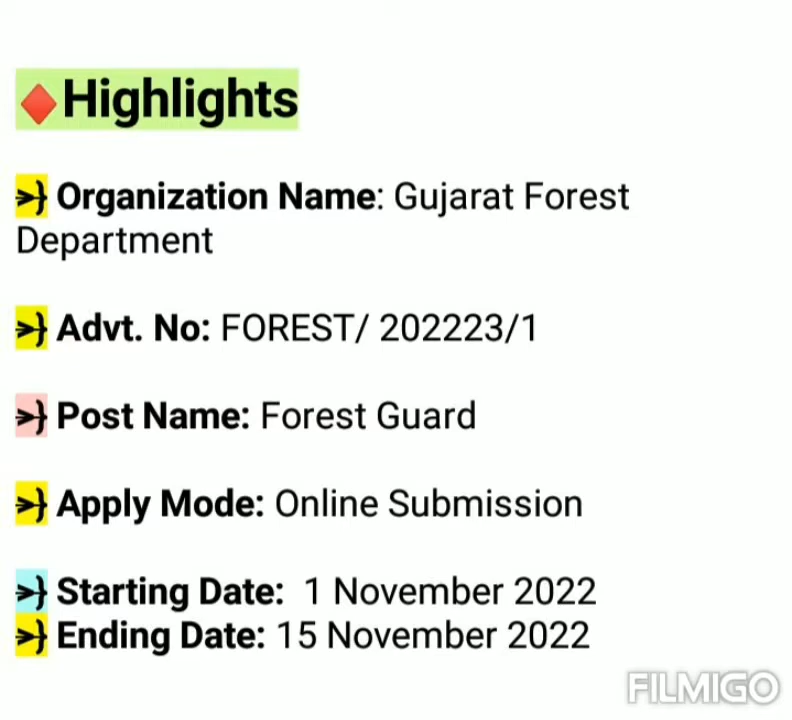 ♦Highlights
➳} Organization Name: Gujarat Forest
Department
➳} Advt. No: FOREST/ 202223/1
➳} Post Name: Forest Guard
➳} Apply Mode: Online Submission
➳} Starting Date: 1 November 2022
➳} Ending Date: 15 November 2022
FILMIGO